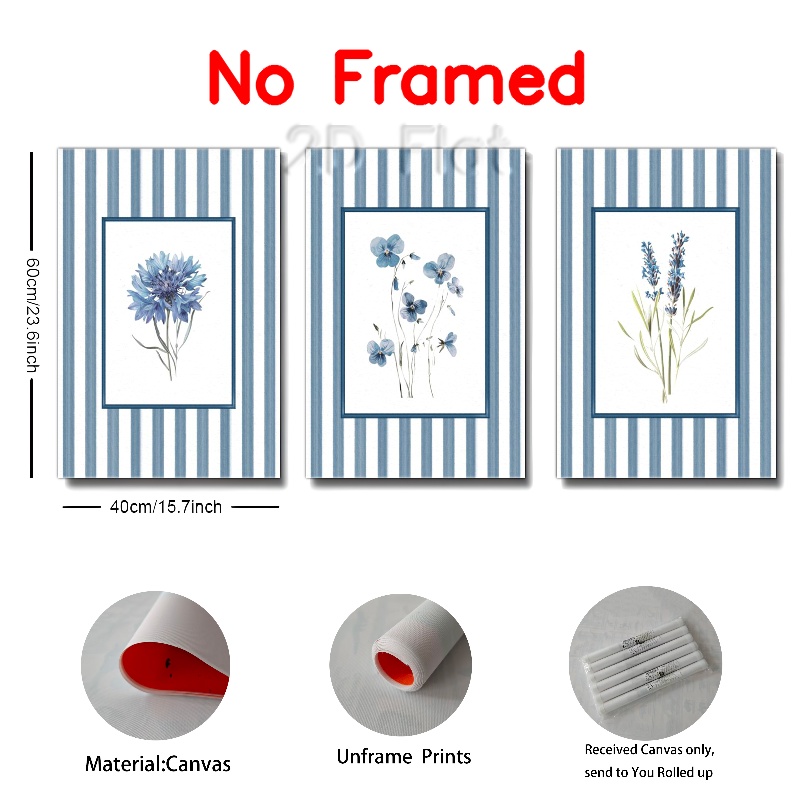 No Framed
2D Flat
60cm/23.6inch
40cm/15.7inch
Material:Canvas
Unframe Prints
Received Canvas only,
send to You Rolled up